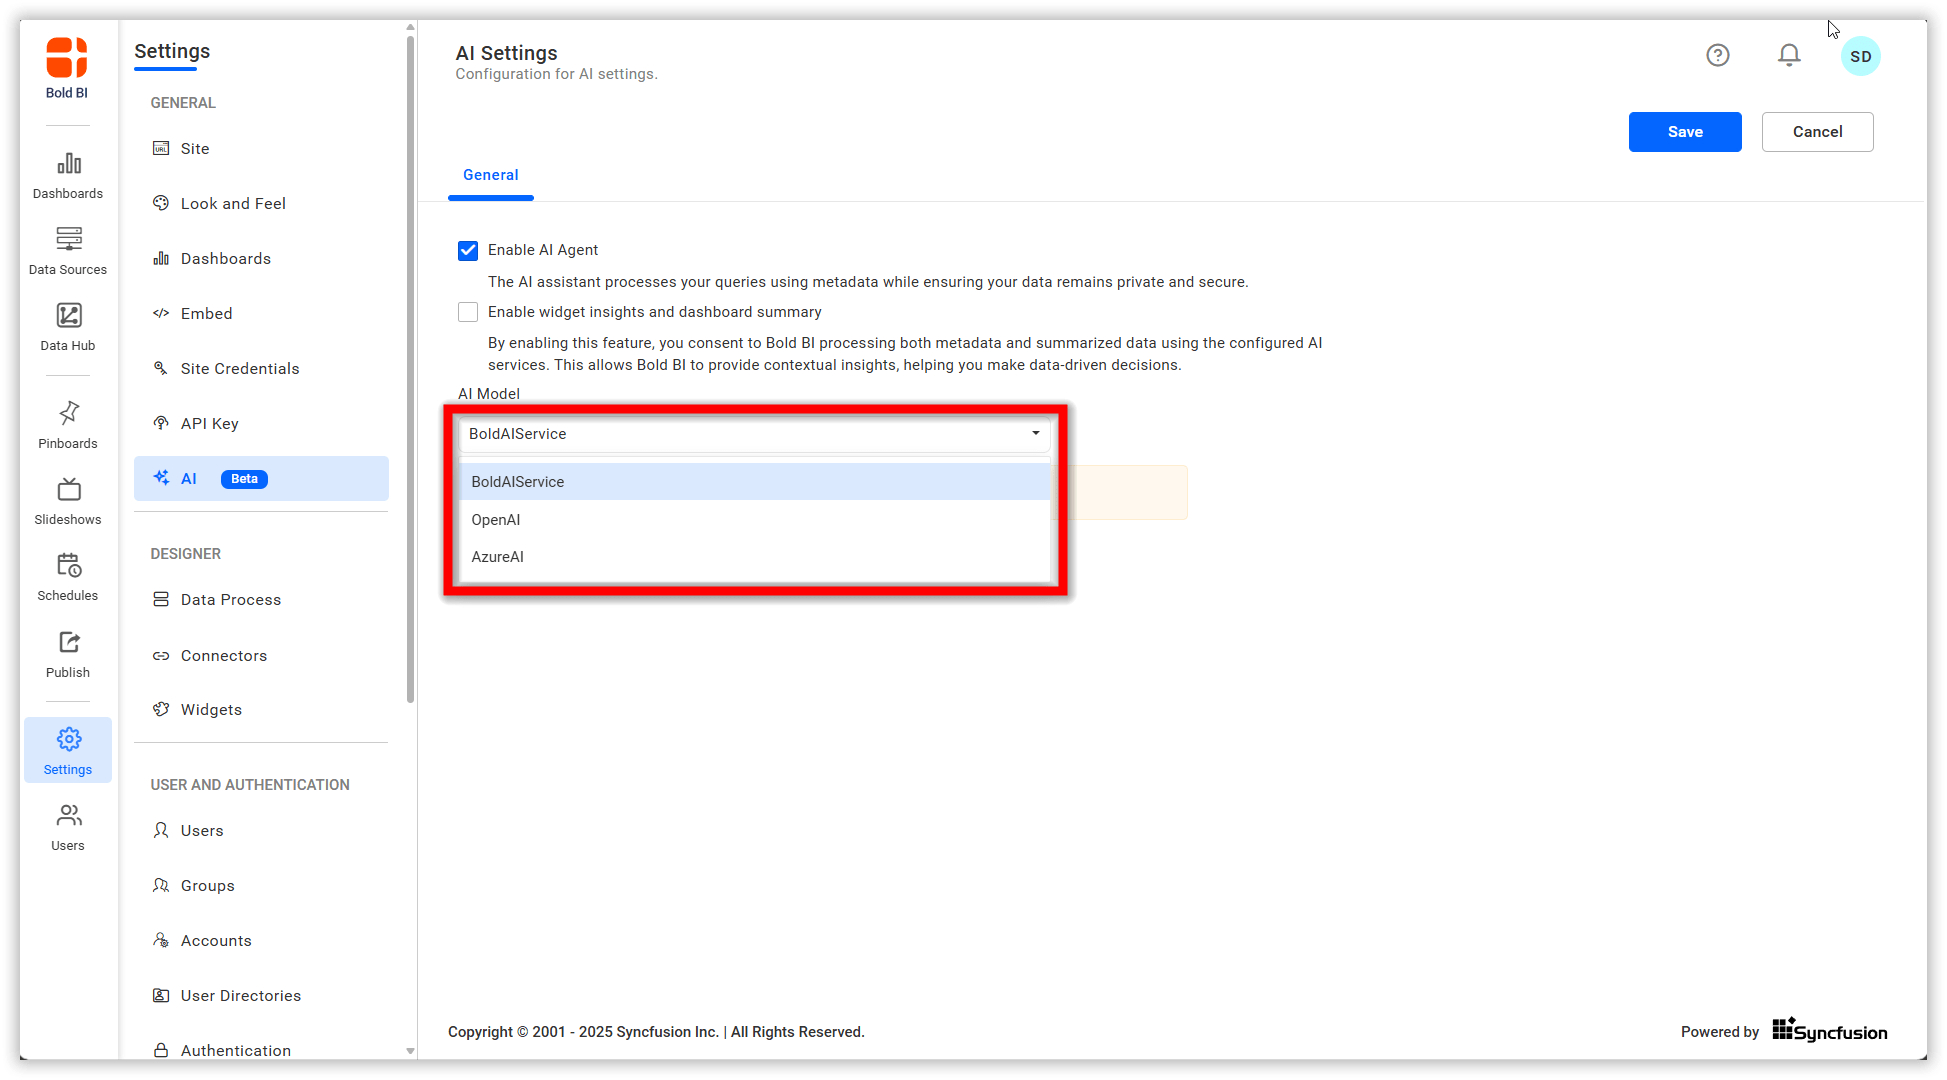 Bold BI
Dashboards
Data Sources
Data Hub
Pinboards
Slideshows
Schedules
Publish
Settings
Users
Settings
GENERAL
URL Site
Look and Feel
Dashboards
Embed
Site Credentials
API Key
AI Beta
DESIGNER
Data Process
Connectors
Widgets
USER AND AUTHENTICATION
Users
Groups
Accounts
User Directories
Authentication
AI Settings
Configuration for AI settings.
SD
Save
Cancel
General
Enable AI Agent
The AI assistant processes your queries using metadata while ensuring your data remains private and secure.
Enable widget insights and dashboard summary
By enabling this feature, you consent to Bold BI processing both metadata and summarized data using the configured AI
services. This allows Bold BI to provide contextual insights, helping you make data-driven decisions.
AI Model
BoldAIService
BoldAIService
OpenAI
AzureAI
Copyright © 2001 - 2025 Syncfusion Inc. | All Rights Reserved.
Powered by Syncfusion